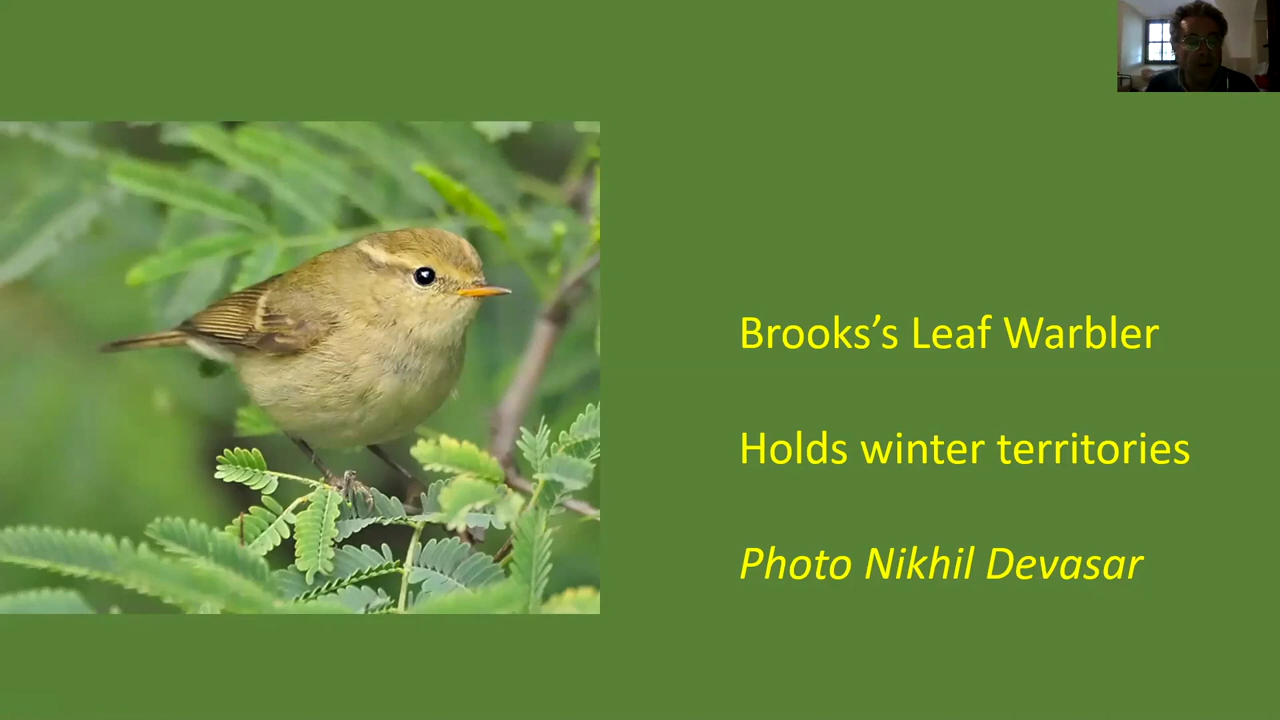 Brooks’s Leaf Warbler
Holds winter territories
Photo Nikhil Devasar